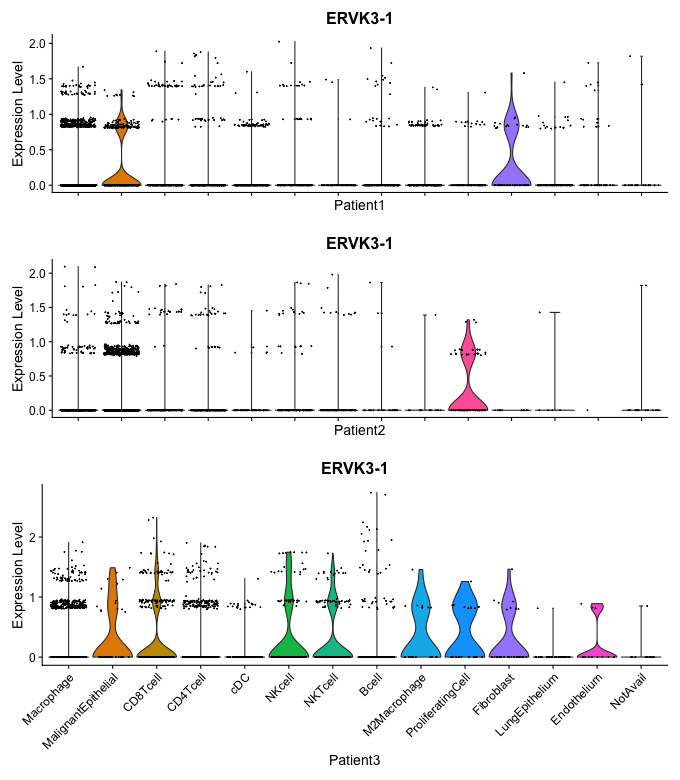 ERVK3-1
Expression Level
2.0
1.5
1.0
0.5
0.0
Patient1
ERVK3-1
Expression Level
2.0
1.5
1.0
0.5
0.0
Patient2
ERVK3-1
Expression Level
2
1
0
Macrophage
MalignantEpithelial
CD8Tcell
CD4Tcell
cDC
NKcell
NKTcell
Bcell
M2Macrophage
ProliferatingCell
Fibroblast
LungEpithelium
Endothelium
NotAvail
Patient3